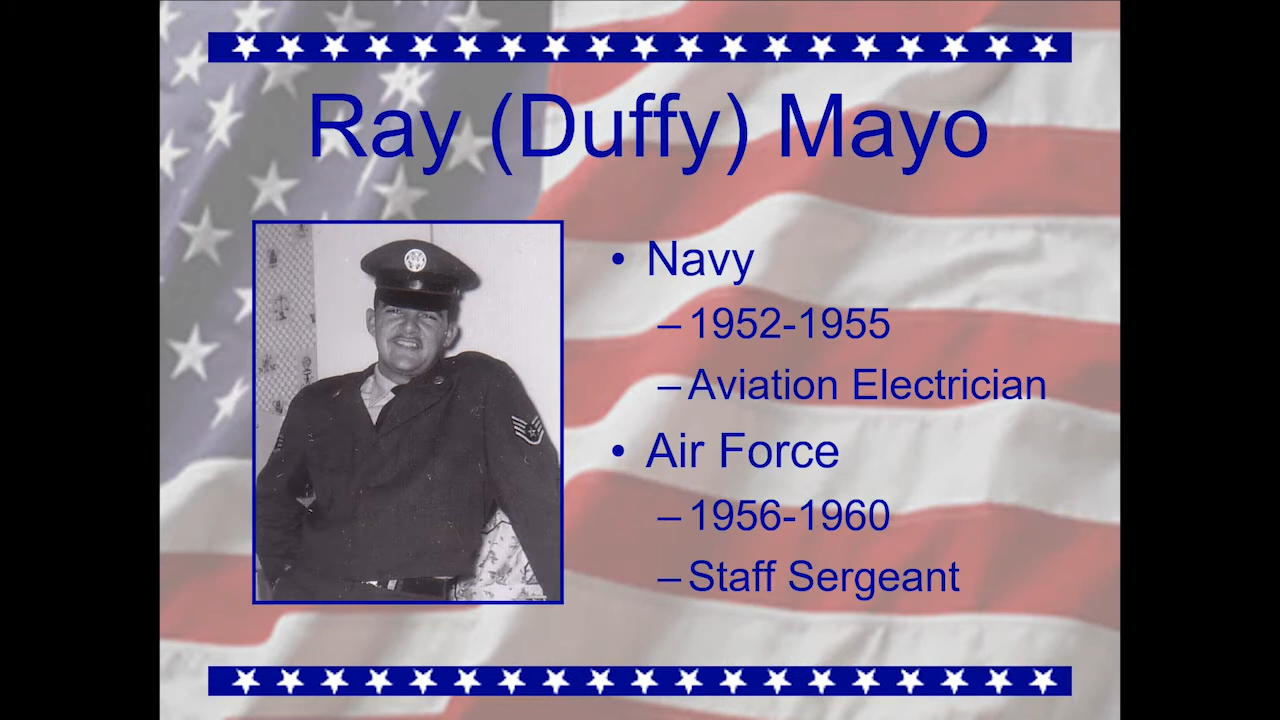 Ray (Duffy) Mayo
• Navy
– 1952-1955
– Aviation Electrician
• Air Force
– 1956-1960
– Staff Sergeant